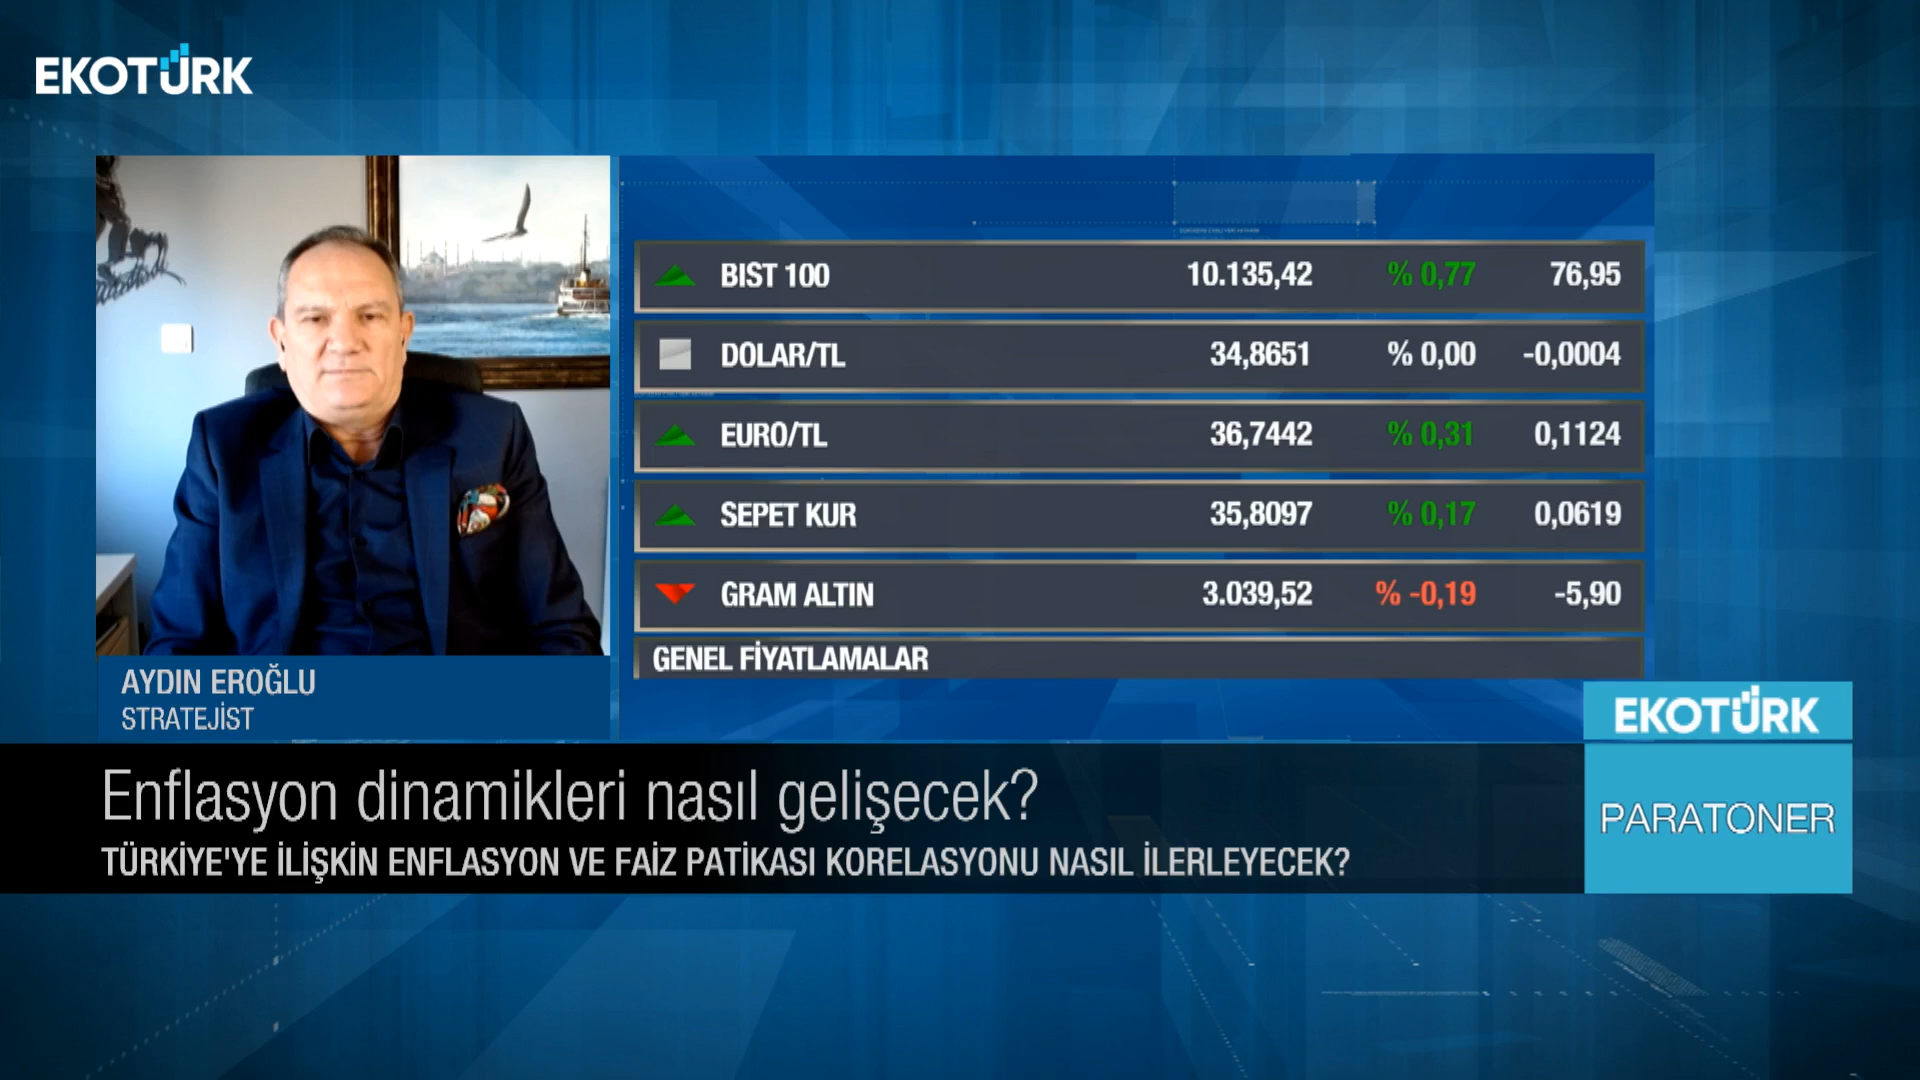 EKOTÜRK
BIST 100 10.135,42 % 0,77 76,95
DOLAR/TL 34,8651 % 0,00 -0,0004
EURO/TL 36,7442 % 0,31 0,1124
SEPET KUR 35,8097 % 0,17 0,0619
GRAM ALTIN 3.039,52 % -0,19 -5,90
GENEL FİYATLAMALAR
AYDIN EROĞLU
STRATEJİST
EKOTÜRK
Enflasyon dinamikleri nasıl gelişecek?
TÜRKİYE'YE İLİŞKİN ENFLASYON VE FAİZ PATİKASI KORELASYONU NASIL İLERLEYECEK?
PARATONER